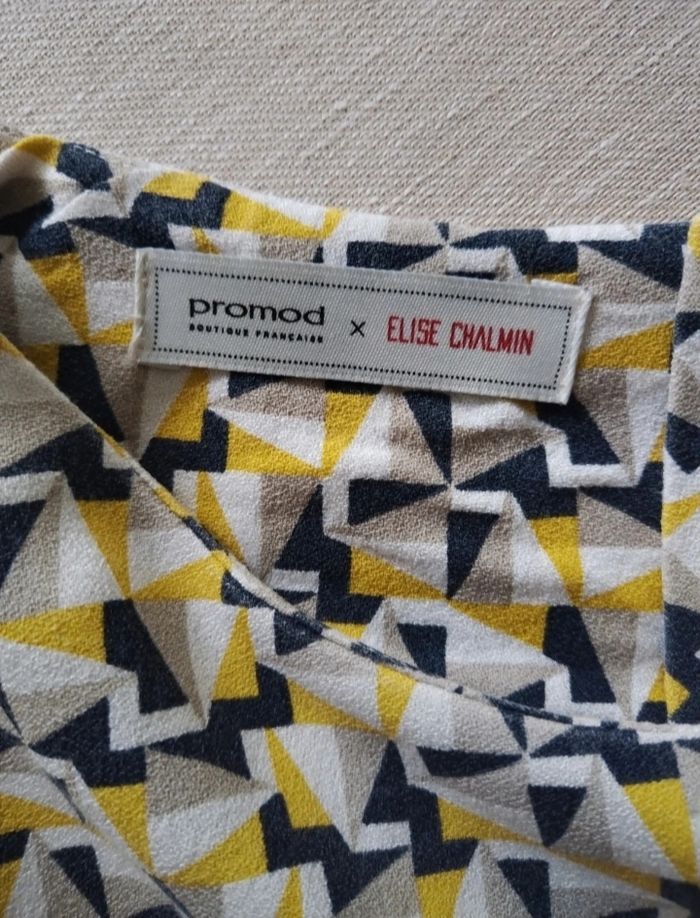 promod × ELISE CHALMIN
BOUTIQUE FRANÇAISE